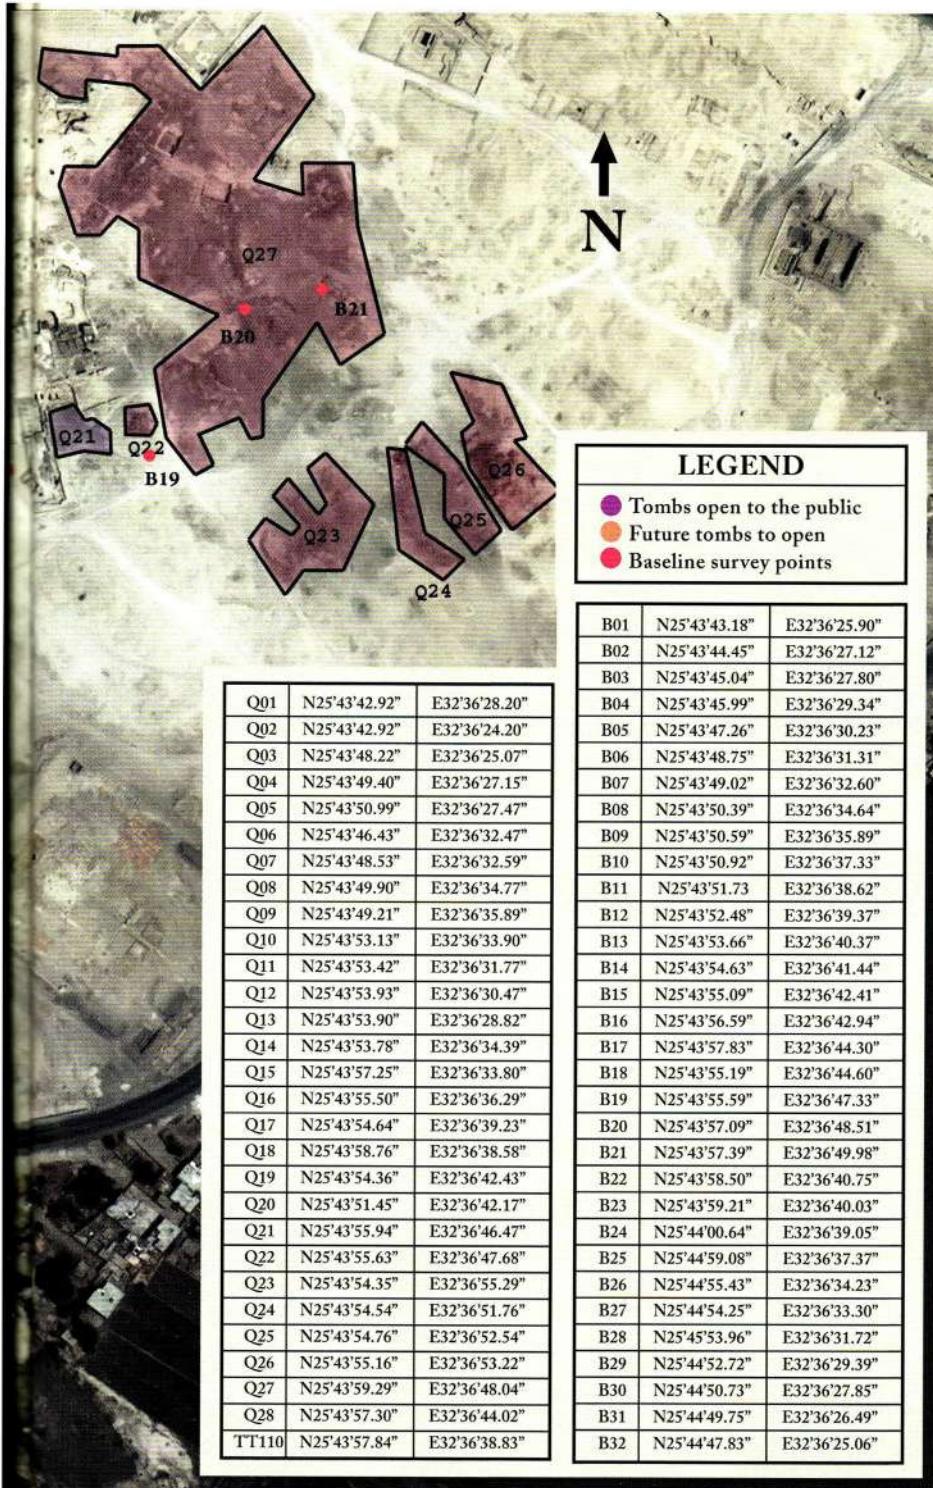 N
Q27
B21
B20
Q21
Q22
B19
Q26
Q25
Q23
Q24
LEGEND
Tombs open to the public
Future tombs to open
Baseline survey points
Q01 N25'43'42.92” E32'36'28.20”
Q02 N25'43'42.92” E32'36'24.20”
Q03 N25'43'48.22” E32'36'25.07”
Q04 N25'43'49.40” E32'36'27.15”
Q05 N25'43'50.99” E32'36'27.47”
Q06 N25'43'46.43” E32'36'32.47”
Q07 N25'43'48.53” E32'36'32.59”
Q08 N25'43'49.90” E32'36'34.77”
Q09 N25'43'49.21” E32'36'35.89”
Q10 N25'43'53.13” E32'36'33.90”
Q11 N25'43'53.42” E32'36'31.77”
Q12 N25'43'53.93” E32'36'30.47”
Q13 N25'43'53.90” E32'36'28.82”
Q14 N25'43'53.78” E32'36'34.39”
Q15 N25'43'57.25” E32'36'33.80”
Q16 N25'43'55.50” E32'36'36.29”
Q17 N25'43'54.64” E32'36'39.23”
Q18 N25'43'58.76” E32'36'38.58”
Q19 N25'43'54.36” E32'36'42.43”
Q20 N25'43'51.45” E32'36'42.17”
Q21 N25'43'55.94” E32'36'46.47”
Q22 N25'43'55.63” E32'36'47.68”
Q23 N25'43'54.35” E32'36'55.29”
Q24 N25'43'54.54” E32'36'51.76”
Q25 N25'43'54.76” E32'36'52.54”
Q26 N25'43'55.16” E32'36'53.22”
Q27 N25'43'59.29” E32'36'48.04”
Q28 N25'43'57.30” E32'36'44.02”
TT110 N25'43'57.84” E32'36'38.83”
B01 N25'43'43.18” E32'36'25.90”
B02 N25'43'44.45” E32'36'27.12”
B03 N25'43'45.04” E32'36'27.80”
B04 N25'43'45.99” E32'36'29.34”
B05 N25'43'47.26” E32'36'30.23”
B06 N25'43'48.75” E32'36'31.31”
B07 N25'43'49.02” E32'36'32.60”
B08 N25'43'50.39” E32'36'34.64”
B09 N25'43'50.59” E32'36'35.89”
B10 N25'43'50.92” E32'36'37.33”
B11 N25'43'51.73 E32'36'38.62”
B12 N25'43'52.48” E32'36'39.37”
B13 N25'43'53.66” E32'36'40.37”
B14 N25'43'54.63” E32'36'41.44”
B15 N25'43'55.09” E32'36'42.41”
B16 N25'43'56.59” E32'36'42.94”
B17 N25'43'57.83” E32'36'44.30”
B18 N25'43'55.19” E32'36'44.60”
B19 N25'43'55.59” E32'36'47.33”
B20 N25'43'57.09” E32'36'48.51”
B21 N25'43'57.39” E32'36'49.98”
B22 N25'43'58.50” E32'36'40.75”
B23 N25'43'59.21” E32'36'40.03”
B24 N25'44'00.64” E32'36'39.05”
B25 N25'44'59.08” E32'36'37.37”
B26 N25'44'55.43” E32'36'34.23”
B27 N25'44'54.25” E32'36'33.30”
B28 N25'45'53.96” E32'36'31.72”
B29 N25'44'52.72” E32'36'29.39”
B30 N25'44'50.73” E32'36'27.85”
B31 N25'44'49.75” E32'36'26.49”
B32 N25'44'47.83” E32'36'25.06”